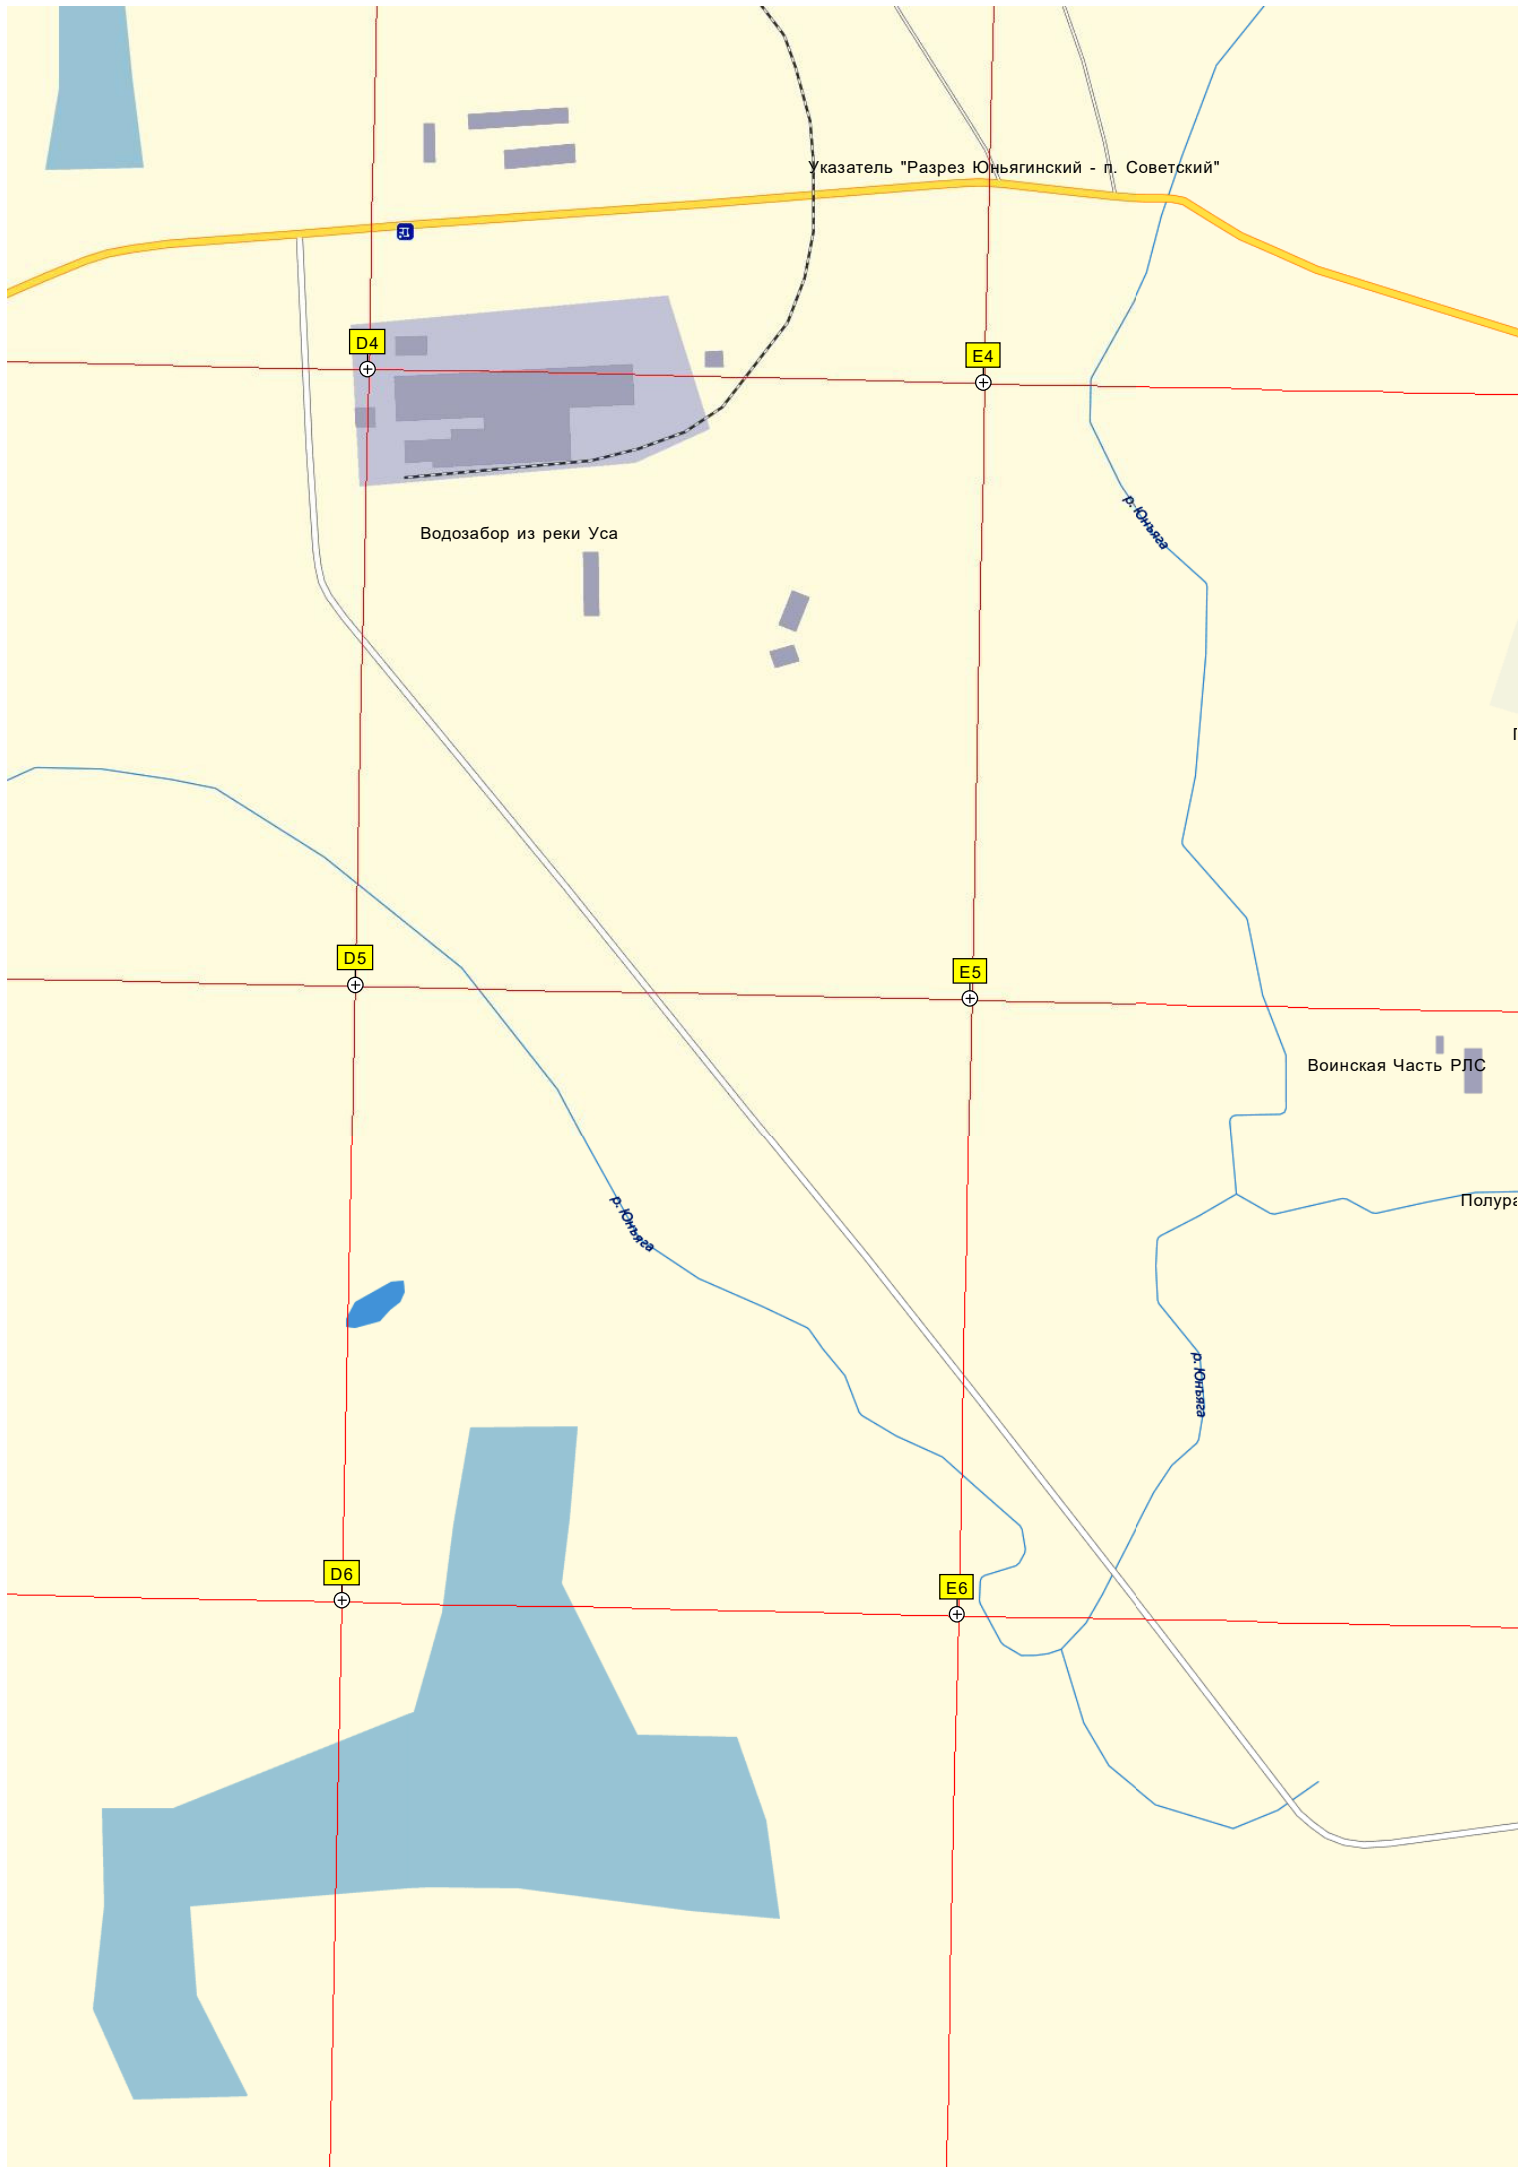 Указатель "Разрез Юньягинский - п. Советский"
D4
E4
р. Юньяга
Водозабор из реки Уса
D5
E5
Воинская Часть РЛС
р. Юньяга
Полура
р. Юньяга
D6
E6